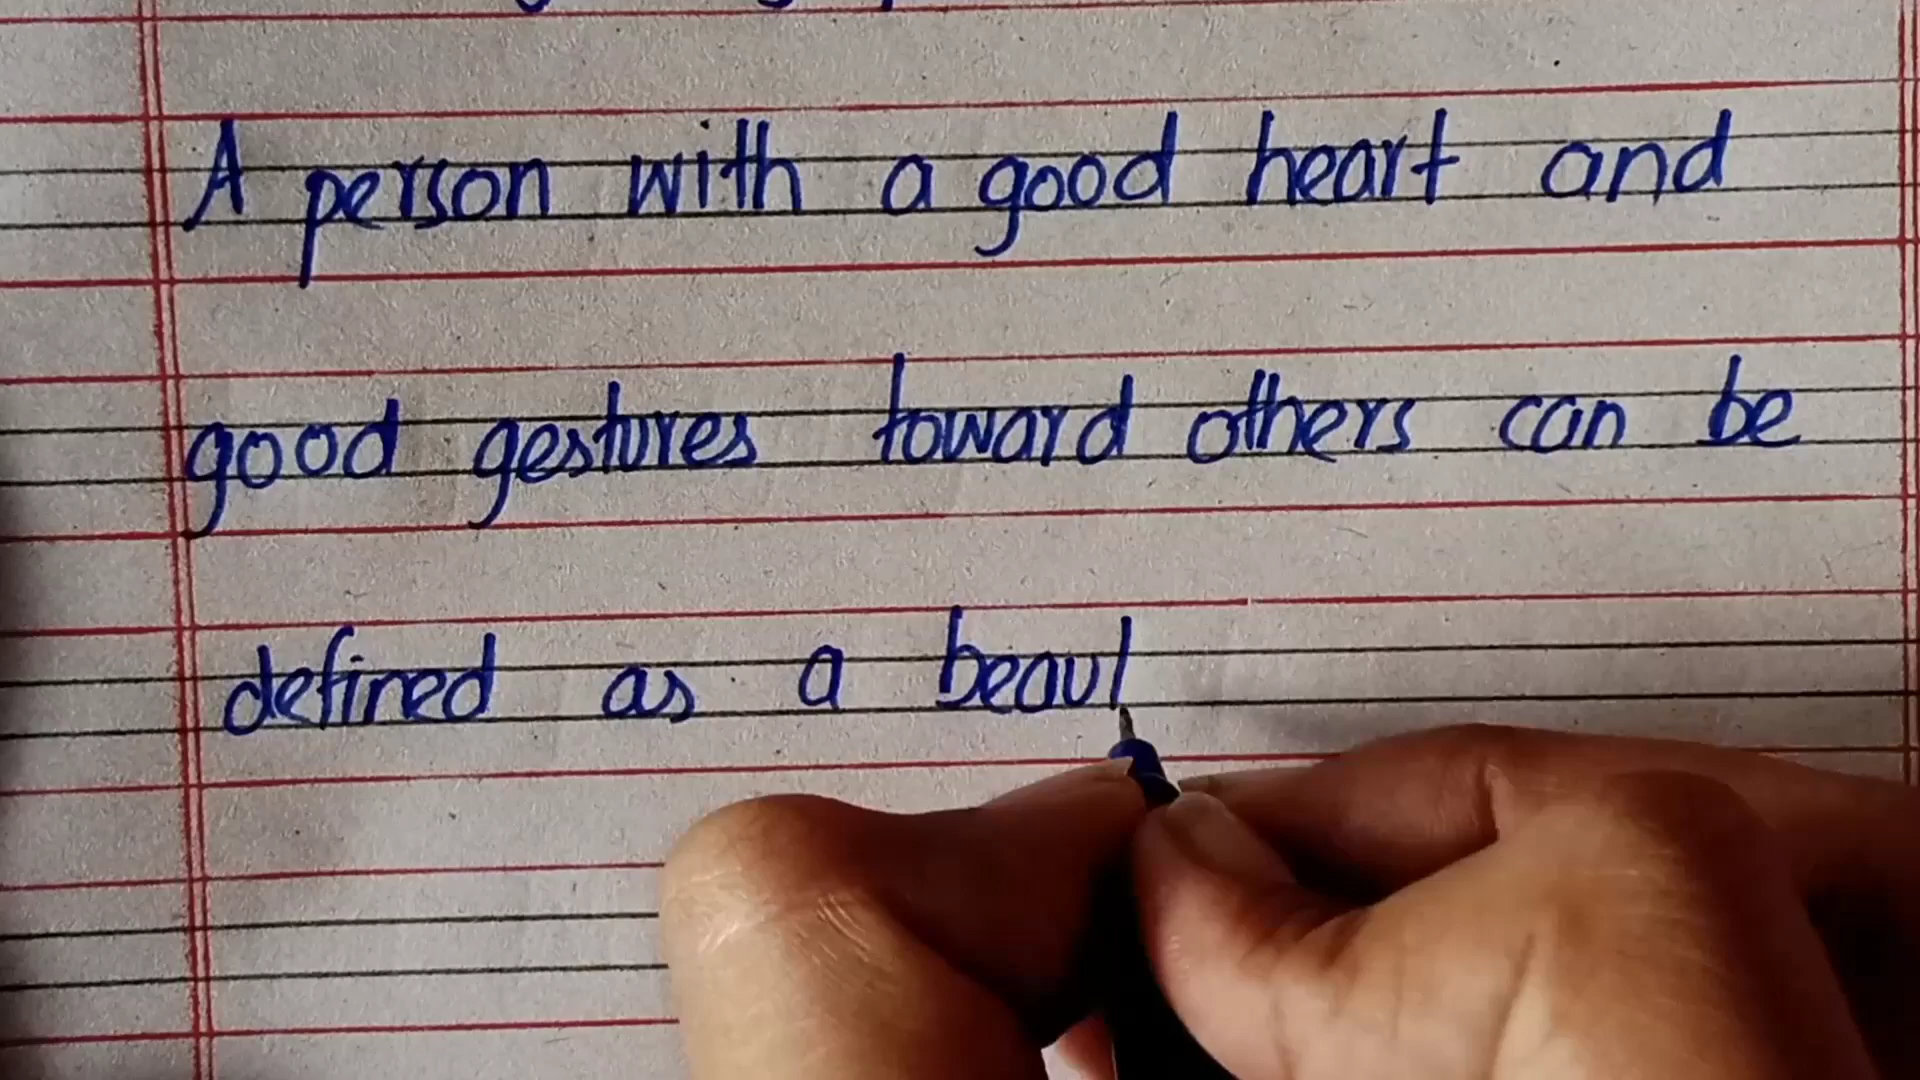 A person with a good heart and
good gestures toward others can be
defined as a beaul